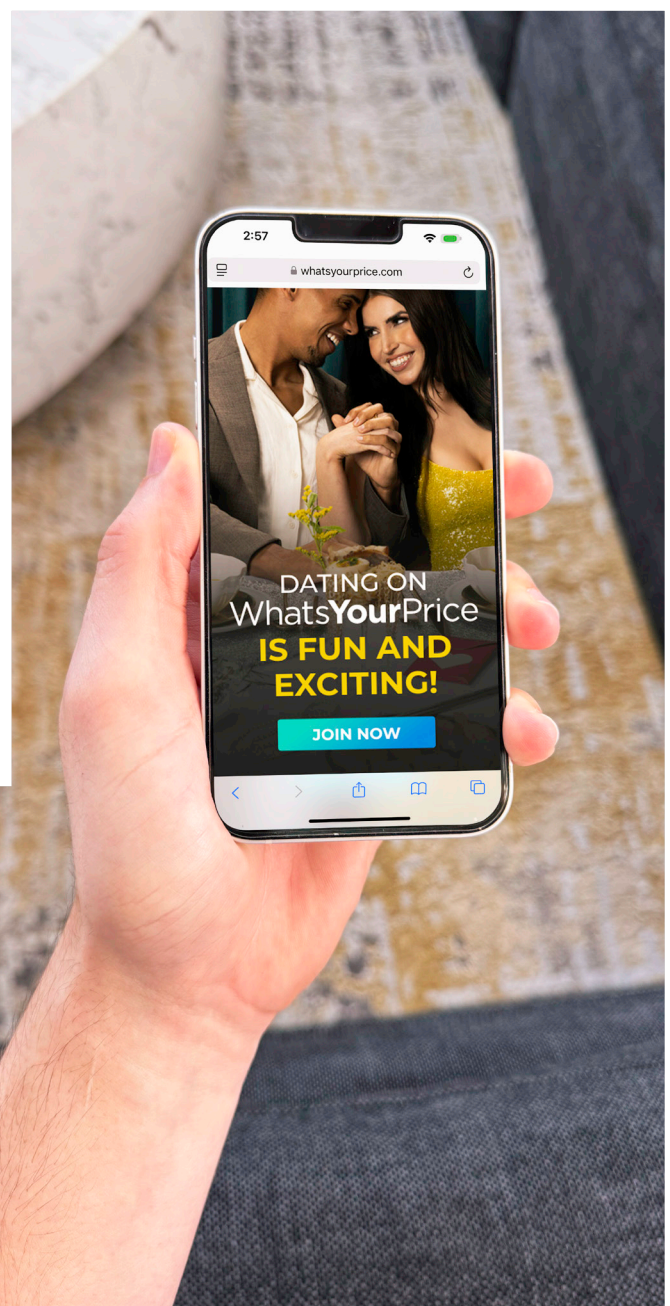 2:57
whatsyourprice.com
DATING ON
WhatsYourPrice
IS FUN AND
EXCITING!
JOIN NOW